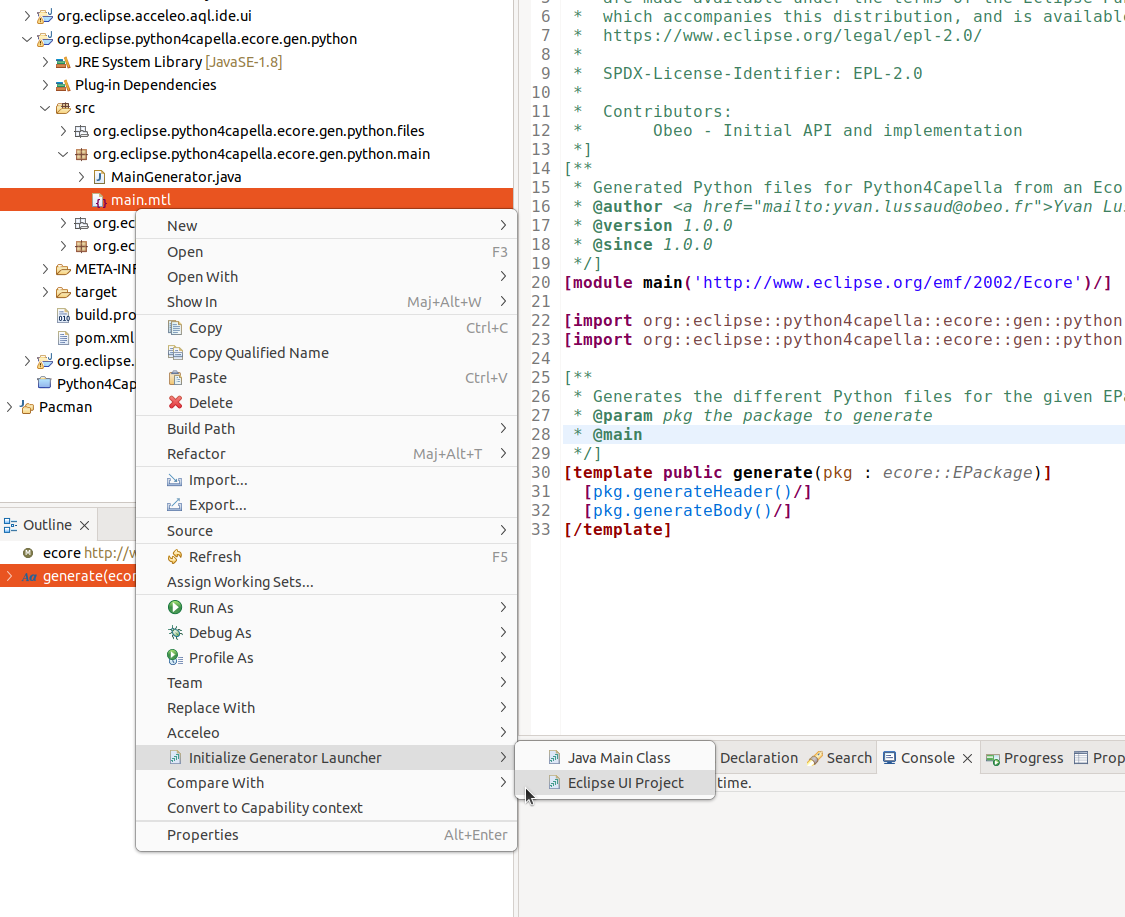 org.eclipse.acceleo.aql.ide.ui
org.eclipse.python4capella.ecore.gen.python
JRE System Library [JavaSE-1.8]
Plug-in Dependencies
src
org.eclipse.python4capella.ecore.gen.python.files
org.eclipse.python4capella.ecore.gen.python.main
MainGenerator.java
main.mtl
org.ec
org.ec
META-INF
target
build.pro
pom.xml
org.eclipse.
Python4Cap
Pacman
Outline
ecore http://w
generate(ecor
New
Open F3
Open With
Show In Maj+Alt+W
Copy Ctrl+C
Copy Qualified Name
Paste Ctrl+V
Delete
Build Path
Refactor Maj+Alt+T
Import...
Export...
Source
Refresh F5
Assign Working Sets...
Run As
Debug As
Profile As
Team
Replace With
Acceleo
Initialize Generator Launcher
Compare With
Convert to Capability context
Properties Alt+Enter
Java Main Class
Eclipse UI Project
6 * which accompanies this distribution, and is availabl
7 * https://www.eclipse.org/legal/epl-2.0/
8 *
9 * SPDX-License-Identifier: EPL-2.0
10 *
11 * Contributors:
12 * Obeo - Initial API and implementation
13 *]
14 [**
15 * Generated Python files for Python4Capella from an Eco
16 * @author <a href="mailto:yvan.lussaud@obeo.fr">Yvan Lu
17 * @version 1.0.0
18 * @since 1.0.0
19 */]
20 [module main('http://www.eclipse.org/emf/2002/Ecore')/]
21
22 [import org::eclipse::python4capella::ecore::gen::python
23 [import org::eclipse::python4capella::ecore::gen::python
24
25 [**
26 * Generates the different Python files for the given EPa
27 * @param pkg the package to generate
28 * @main
29 */]
30 [template public generate(pkg : ecore::EPackage)]
31 [pkg.generateHeader()/]
32 [pkg.generateBody()/]
33 [/template]
Declaration Search Console Progress Prop
time.